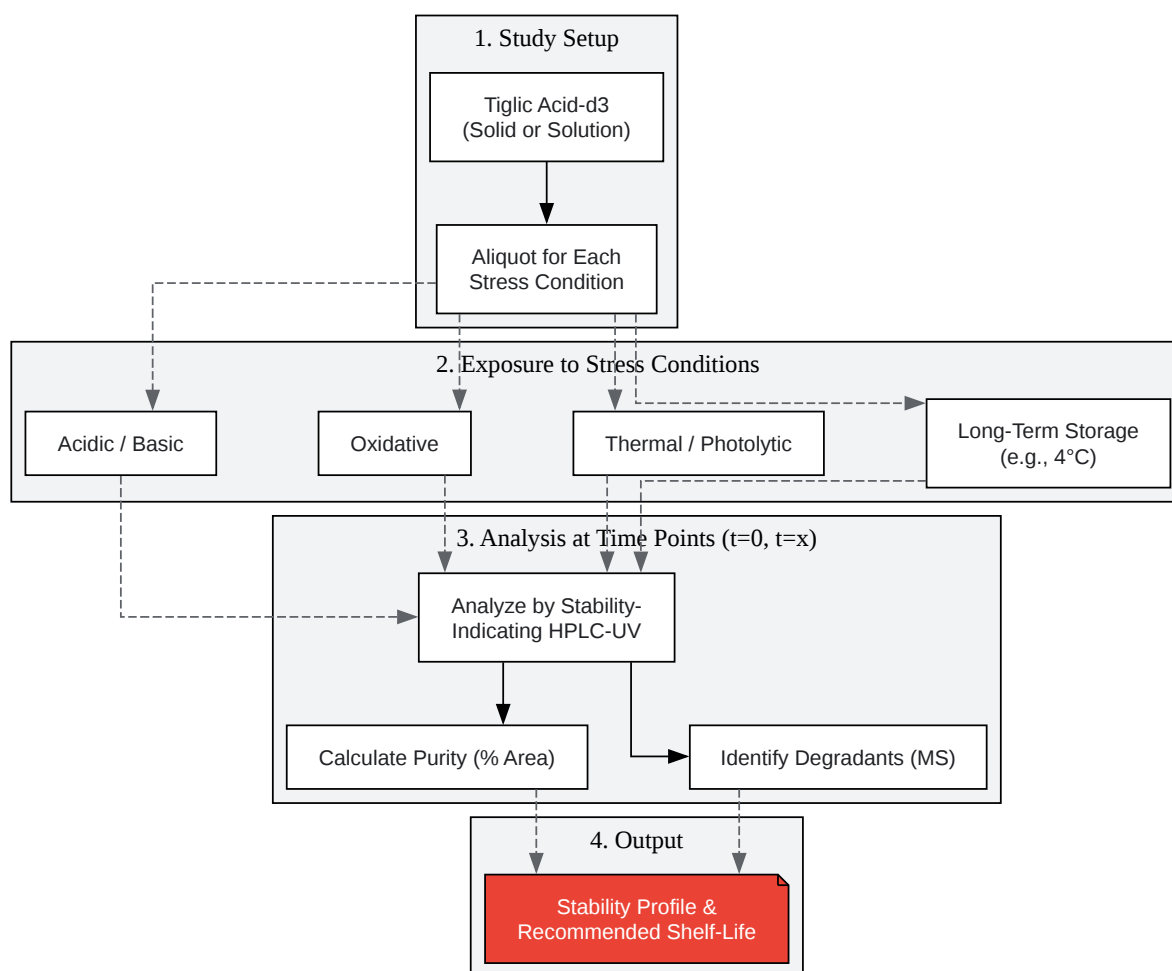 1. Study Setup
Tiglic Acid-d3
(Solid or Solution)
Aliquot for Each
Stress Condition
2. Exposure to Stress Conditions
Acidic / Basic
Oxidative
Thermal / Photolytic
Long-Term Storage
(e.g., 4°C)
3. Analysis at Time Points (t=0, t=x)
Analyze by Stability-
Indicating HPLC-UV
Calculate Purity (% Area)
Identify Degradants (MS)
4. Output
Stability Profile &
Recommended Shelf-Life